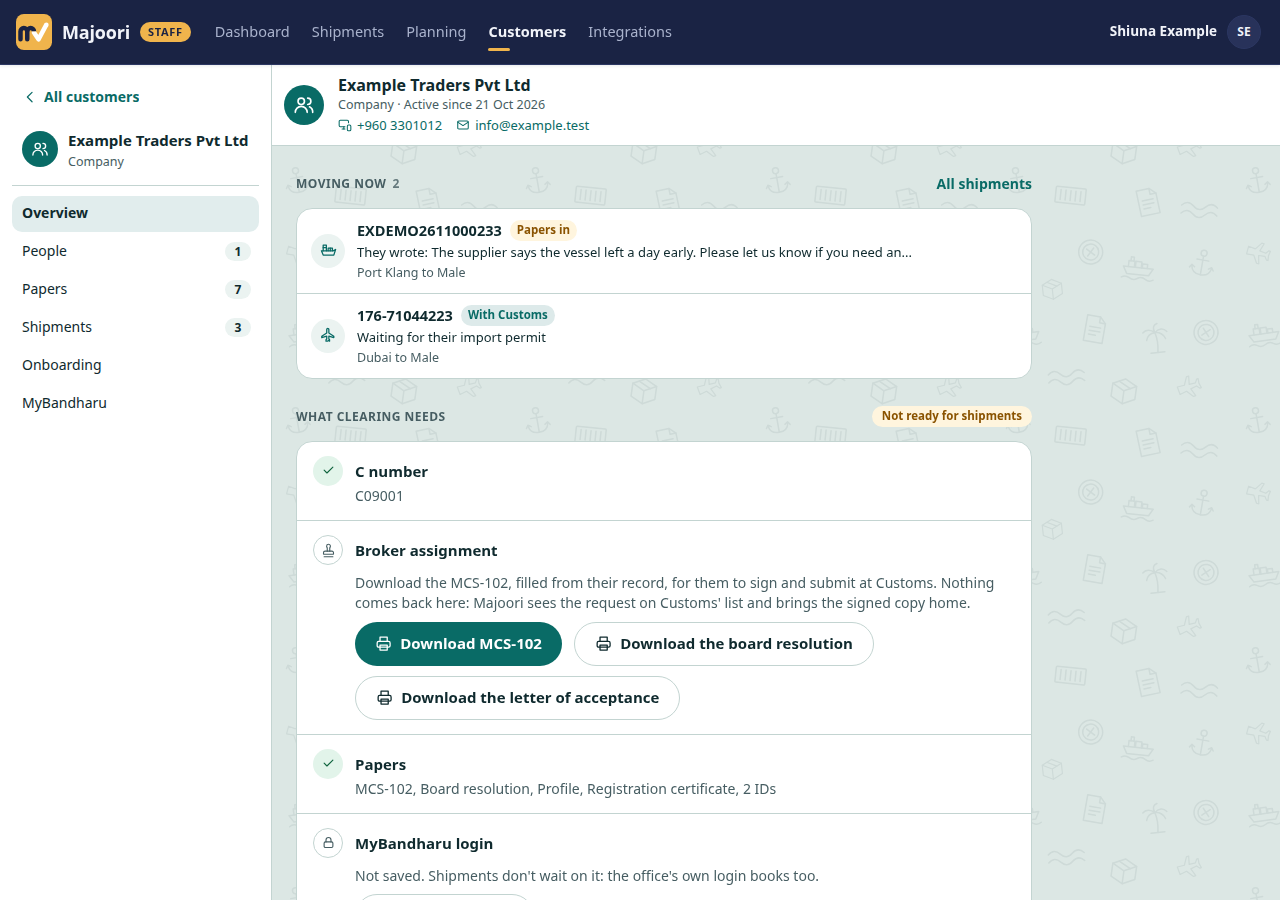 Majoori STAFF Dashboard Shipments Planning Customers Integrations Shiuna Example SE
All customers
Example Traders Pvt Ltd
Company
Overview
People 1
Papers 7
Shipments 3
Onboarding
MyBandharu
Example Traders Pvt Ltd
Company · Active since 21 Oct 2026
+960 3301012 info@example.test
MOVING NOW 2 All shipments
EXDEMO2611000233 Papers in
They wrote: The supplier says the vessel left a day early. Please let us know if you need an...
Port Klang to Male
176-71044223 With Customs
Waiting for their import permit
Dubai to Male
WHAT CLEARING NEEDS Not ready for shipments
C number
C09001
Broker assignment
Download the MCS-102, filled from their record, for them to sign and submit at Customs. Nothing
comes back here: Majoori sees the request on Customs' list and brings the signed copy home.
Download MCS-102 Download the board resolution
Download the letter of acceptance
Papers
MCS-102, Board resolution, Profile, Registration certificate, 2 IDs
MyBandharu login
Not saved. Shipments don't wait on it: the office's own login books too.